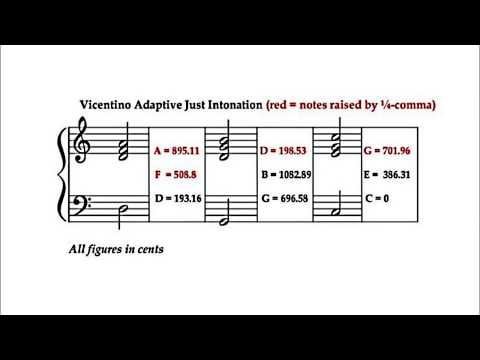 Vicentino Adaptive Just Intonation (red = notes raised by ¼-comma)
A = 895.11 D = 198.53 G = 701.96
F = 508.8 B = 1082.89 E = 386.31
D = 193.16 G = 696.58 C = 0
All figures in cents